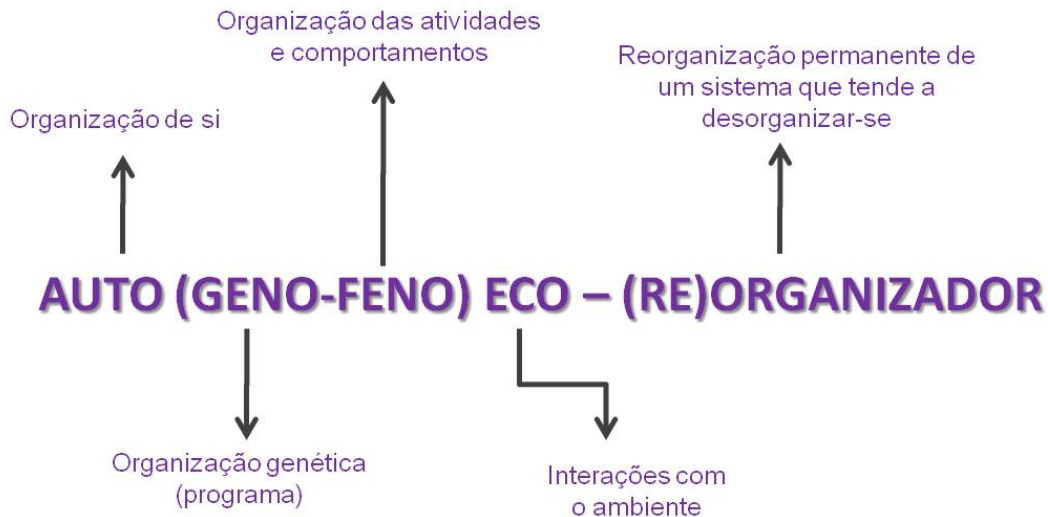 Organização das atividades
e comportamentos
Reorganização permanente de
um sistema que tende a
desorganizar-se
Organização de si
AUTO (GENO-FENO) ECO – (RE)ORGANIZADOR
Organização genética
(programa)
Interações com
o ambiente